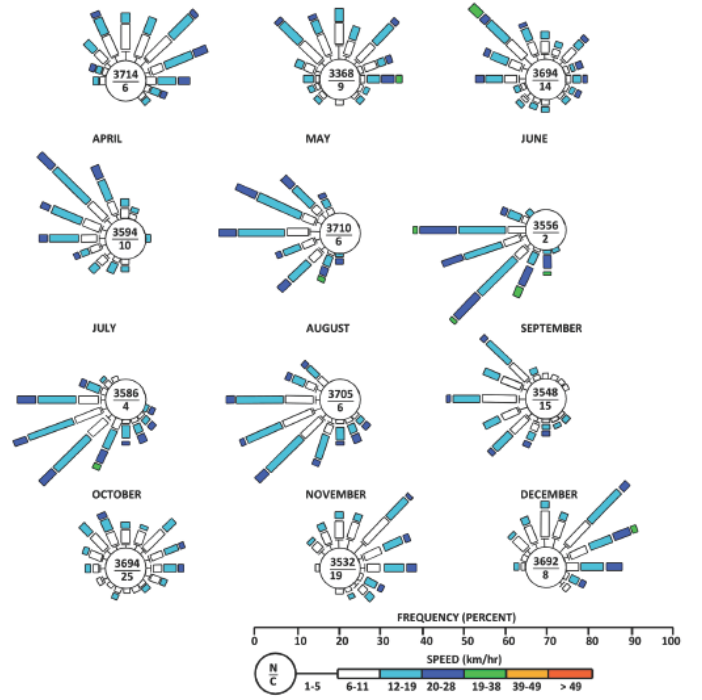 3714
6
3368
9
3694
14
APRIL MAY JUNE
3594
10
3710
6
3556
2
JULY AUGUST SEPTEMBER
3586
4
3705
6
3548
15
OCTOBER NOVEMBER DECEMBER
3694
25
3532
19
3692
8
FREQUENCY (PERCENT)
0 10 20 30 40 50 60 70 80 90 100
SPEED (km/hr)
N
C
1-5 6-11 12-19 20-28 19-38 39-49 > 49